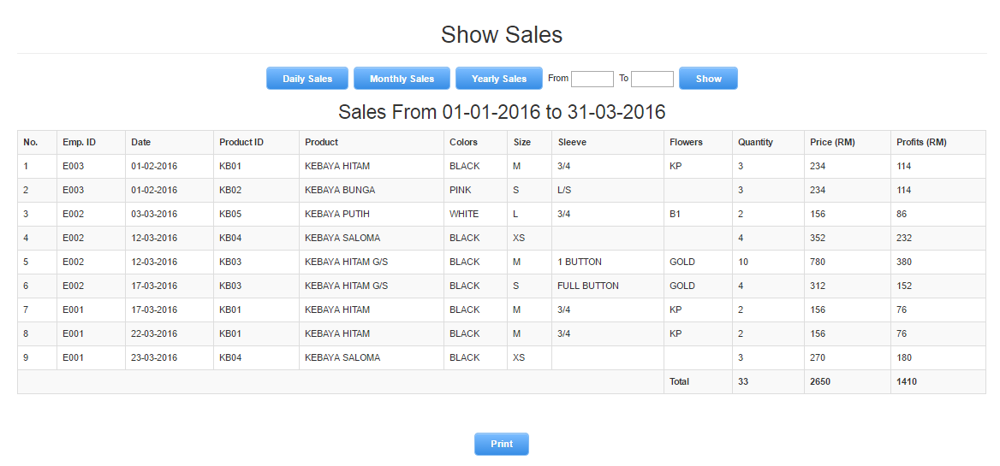 Show Sales
Daily Sales Monthly Sales Yearly Sales From To Show
Sales From 01-01-2016 to 31-03-2016
No. Emp. ID Date Product ID Product Colors Size Sleeve Flowers Quantity Price (RM) Profits (RM)
1 E003 01-02-2016 KB01 KEBAYA HITAM BLACK M 3/4 KP 3 234 114
2 E003 01-02-2016 KB02 KEBAYA BUNGA PINK S L/S 3 234 114
3 E002 03-03-2016 KB05 KEBAYA PUTIH WHITE L 3/4 B1 2 156 86
4 E002 12-03-2016 KB04 KEBAYA SALOMA BLACK XS 4 352 232
5 E002 12-03-2016 KB03 KEBAYA HITAM G/S BLACK M 1 BUTTON GOLD 10 780 380
6 E002 17-03-2016 KB03 KEBAYA HITAM G/S BLACK S FULL BUTTON GOLD 4 312 152
7 E001 17-03-2016 KB01 KEBAYA HITAM BLACK M 3/4 KP 2 156 76
8 E001 22-03-2016 KB01 KEBAYA HITAM BLACK M 3/4 KP 2 156 76
9 E001 23-03-2016 KB04 KEBAYA SALOMA BLACK XS 3 270 180
Total 33 2650 1410
Print